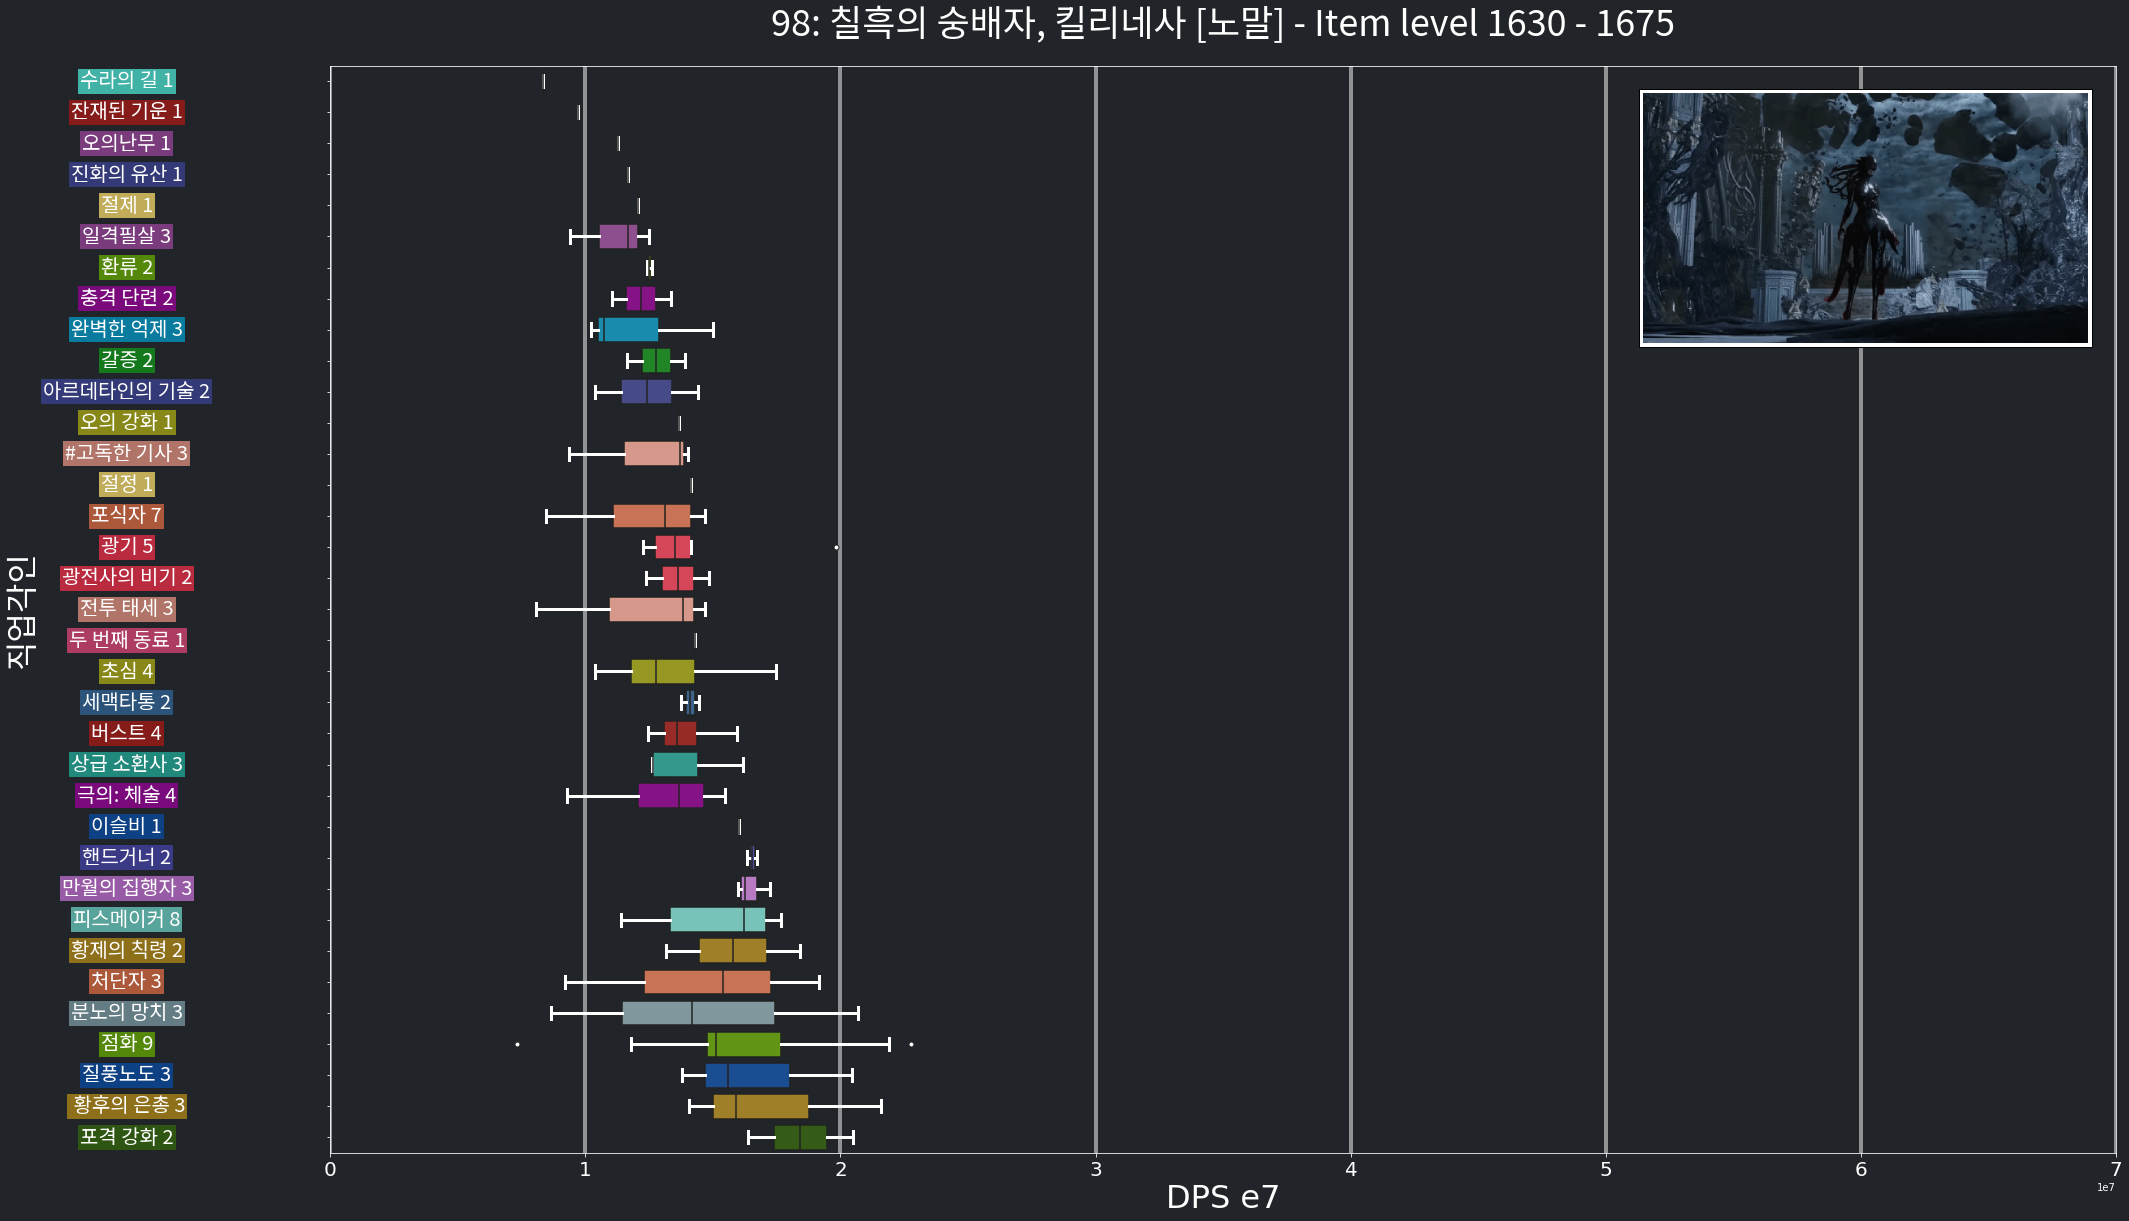 98: 칠흑의 숭배자, 킬리네사 [노말] - Item level 1630 - 1675
수라의 길 1
잔재된 기운 1
오의난무 1
진화의 유산 1
절제 1
일격필살 3
환류 2
충격 단련 2
완벽한 억제 3
갈증 2
아르데타인의 기술 2
오의 강화 1
#고독한 기사 3
절정 1
포식자 7
광기 5
광전사의 비기 2
전투 태세 3
두 번째 동료 1
초심 4
세맥타통 2
버스트 4
상급 소환사 3
극의: 체술 4
이슬비 1
핸드거너 2
만월의 집행자 3
피스메이커 8
황제의 칙령 2
처단자 3
분노의 망치 3
점화 9
질풍노도 3
황후의 은총 3
포격 강화 2
직업각인
0 1 2 3 4 5 6 7
DPS e7
1e7